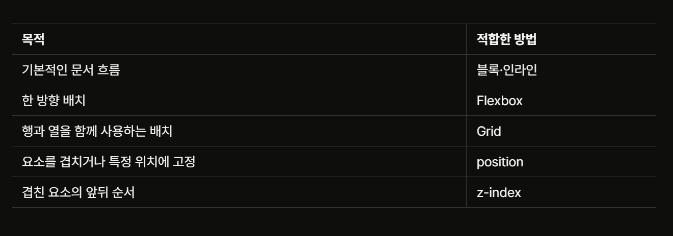 목적 적합한 방법
기본적인 문서 흐름 블록·인라인
한 방향 배치 Flexbox
행과 열을 함께 사용하는 배치 Grid
요소를 겹치거나 특정 위치에 고정 position
겹친 요소의 앞뒤 순서 z-index